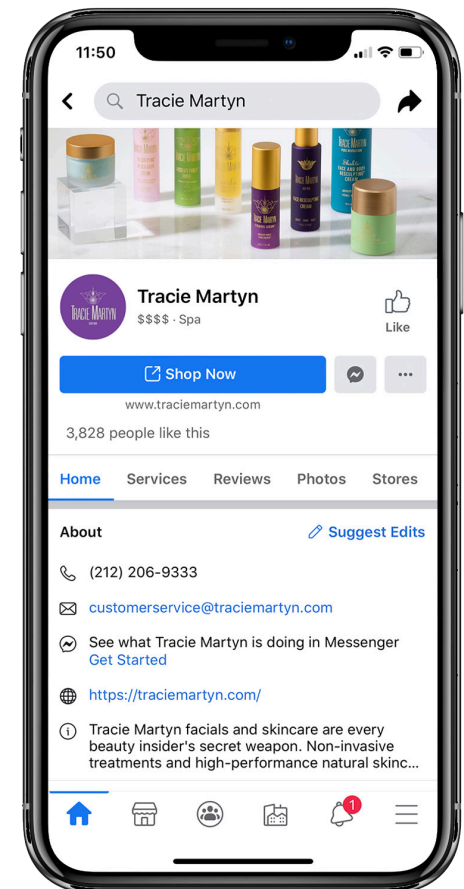 11:50
Tracie Martyn
TRACIE MARTYN
Tracie Martyn
$$$$ · Spa
Like
Shop Now
www.traciemartyn.com
3,828 people like this
Home Services Reviews Photos Stores
About
Suggest Edits
(212) 206-9333
customerservice@traciemartyn.com
See what Tracie Martyn is doing in Messenger
Get Started
https://traciemartyn.com/
Tracie Martyn facials and skincare are every
beauty insider's secret weapon. Non-invasive
treatments and high-performance natural skinc...
1